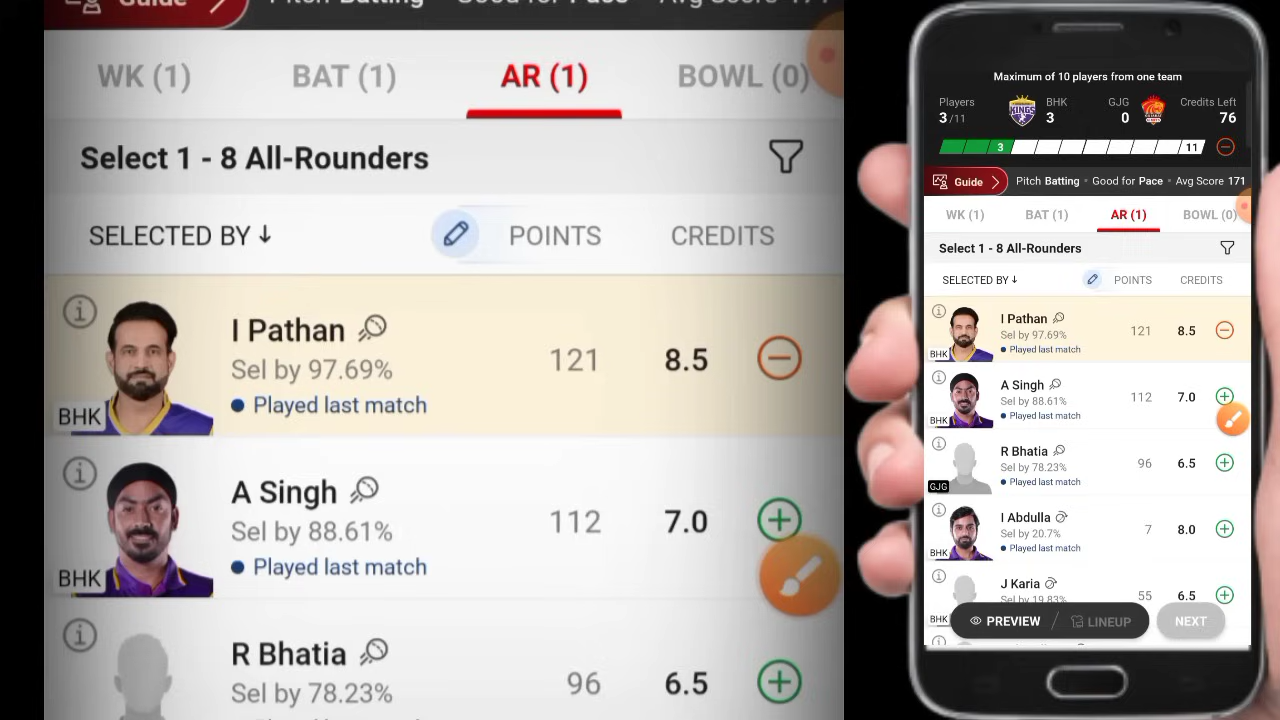 Guide Pitch Batting Good for Pace Avg Score 171
WK (1) BAT (1) AR (1) BOWL (0)
Select 1 - 8 All-Rounders
SELECTED BY ↓ POINTS CREDITS
I Pathan
Sel by 97.69% 121 8.5
Played last match
BHK
A Singh
Sel by 88.61% 112 7.0
Played last match
BHK
R Bhatia
Sel by 78.23% 96 6.5
Maximum of 10 players from one team
Players BHK GJG Credits Left
3/11 KINGS 3 0 76
3 11
Guide Pitch Batting • Good for Pace • Avg Score 171
WK (1) BAT (1) AR (1) BOWL (0)
Select 1 - 8 All-Rounders
SELECTED BY ↓ POINTS CREDITS
I Pathan
Sel by 97.69% 121 8.5
Played last match
BHK
A Singh
Sel by 88.61% 112 7.0
Played last match
BHK
R Bhatia
Sel by 78.23% 96 6.5
Played last match
GJG
I Abdulla
Sel by 20.7% 7 8.0
Played last match
BHK
J Karia
Sel by 19.83% 55 6.5
BHK
PREVIEW / LINEUP NEXT